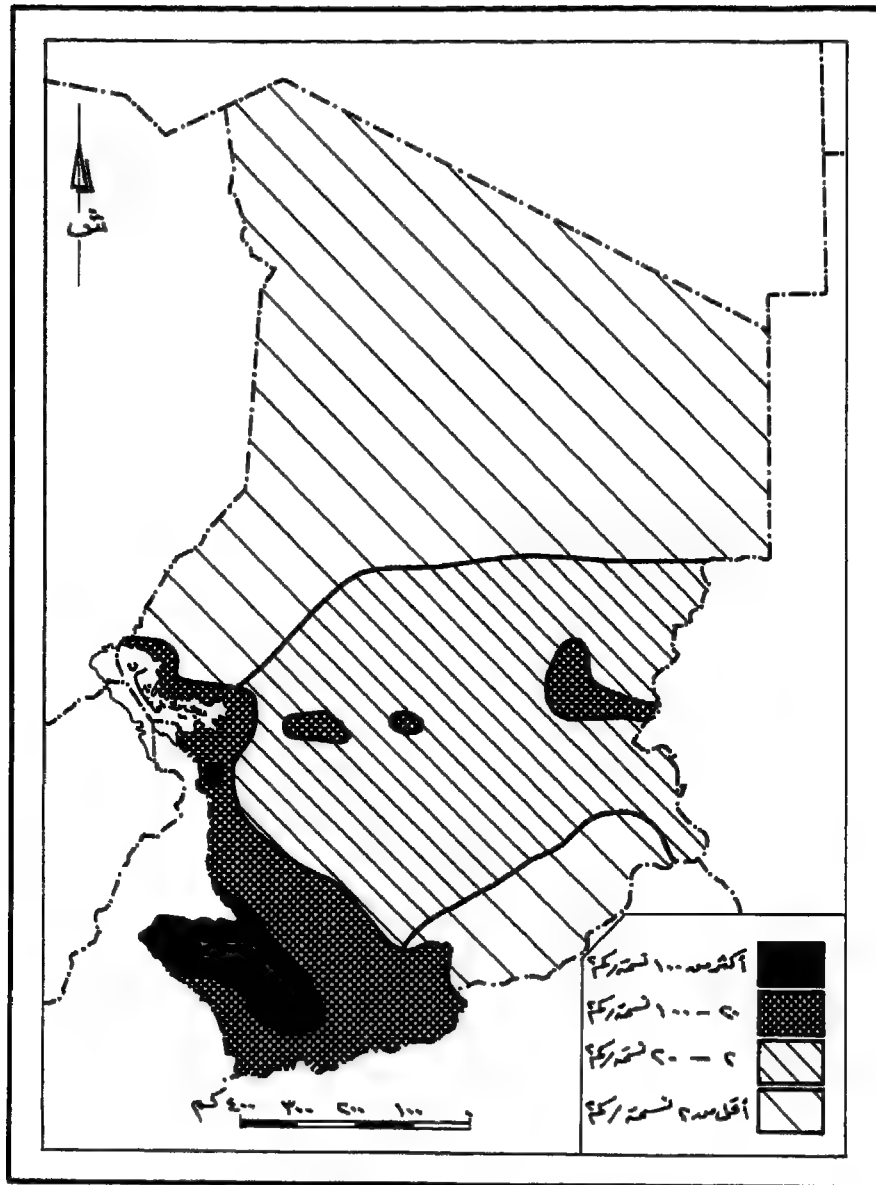 أكثر من ١٠٠ نسمة/كم٢
٢٠ – ١٠٠ نسمة/كم٢
٢ – ٢٠ نسمة/كم٢
أقل من ٢ نسمة/كم٢
٠ ١٠٠ ٢٠٠ ٣٠٠ ٤٠٠ كم